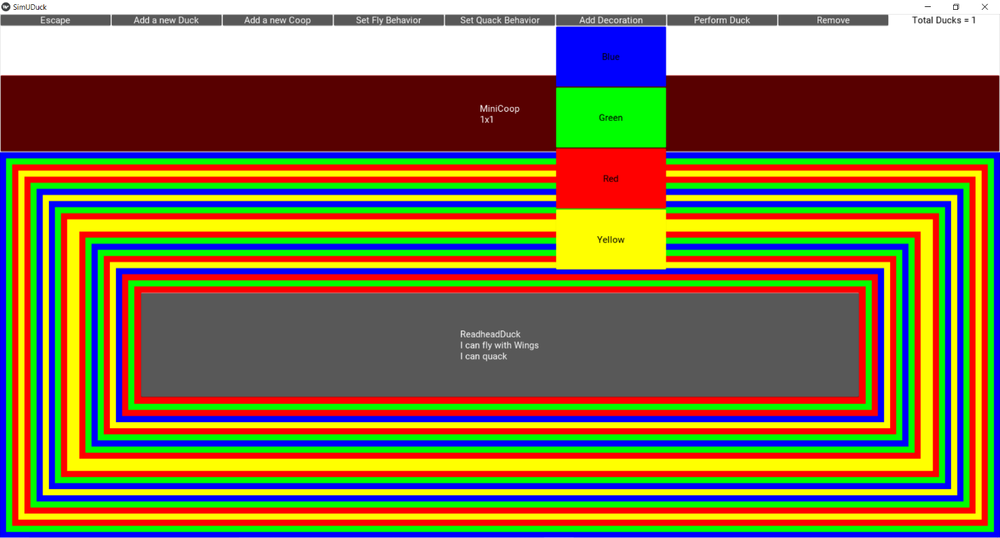 SimUDuck
Escape Add a new Duck Add a new Coop Set Fly Behavior Set Quack Behavior Add Decoration Perform Duck Remove Total Ducks = 1
Blue
MiniCoop
1x1
Green
Red
Yellow
ReadheadDuck
I can fly with Wings
I can quack